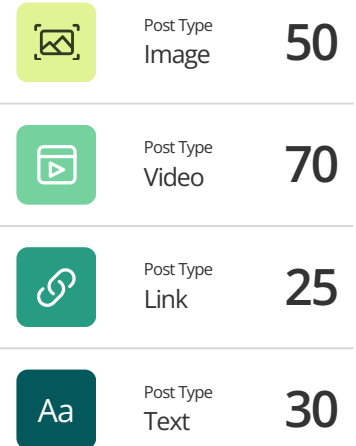 Post Type
Image
50
Post Type
Video
70
Post Type
Link
25
Aa
Post Type
Text
30